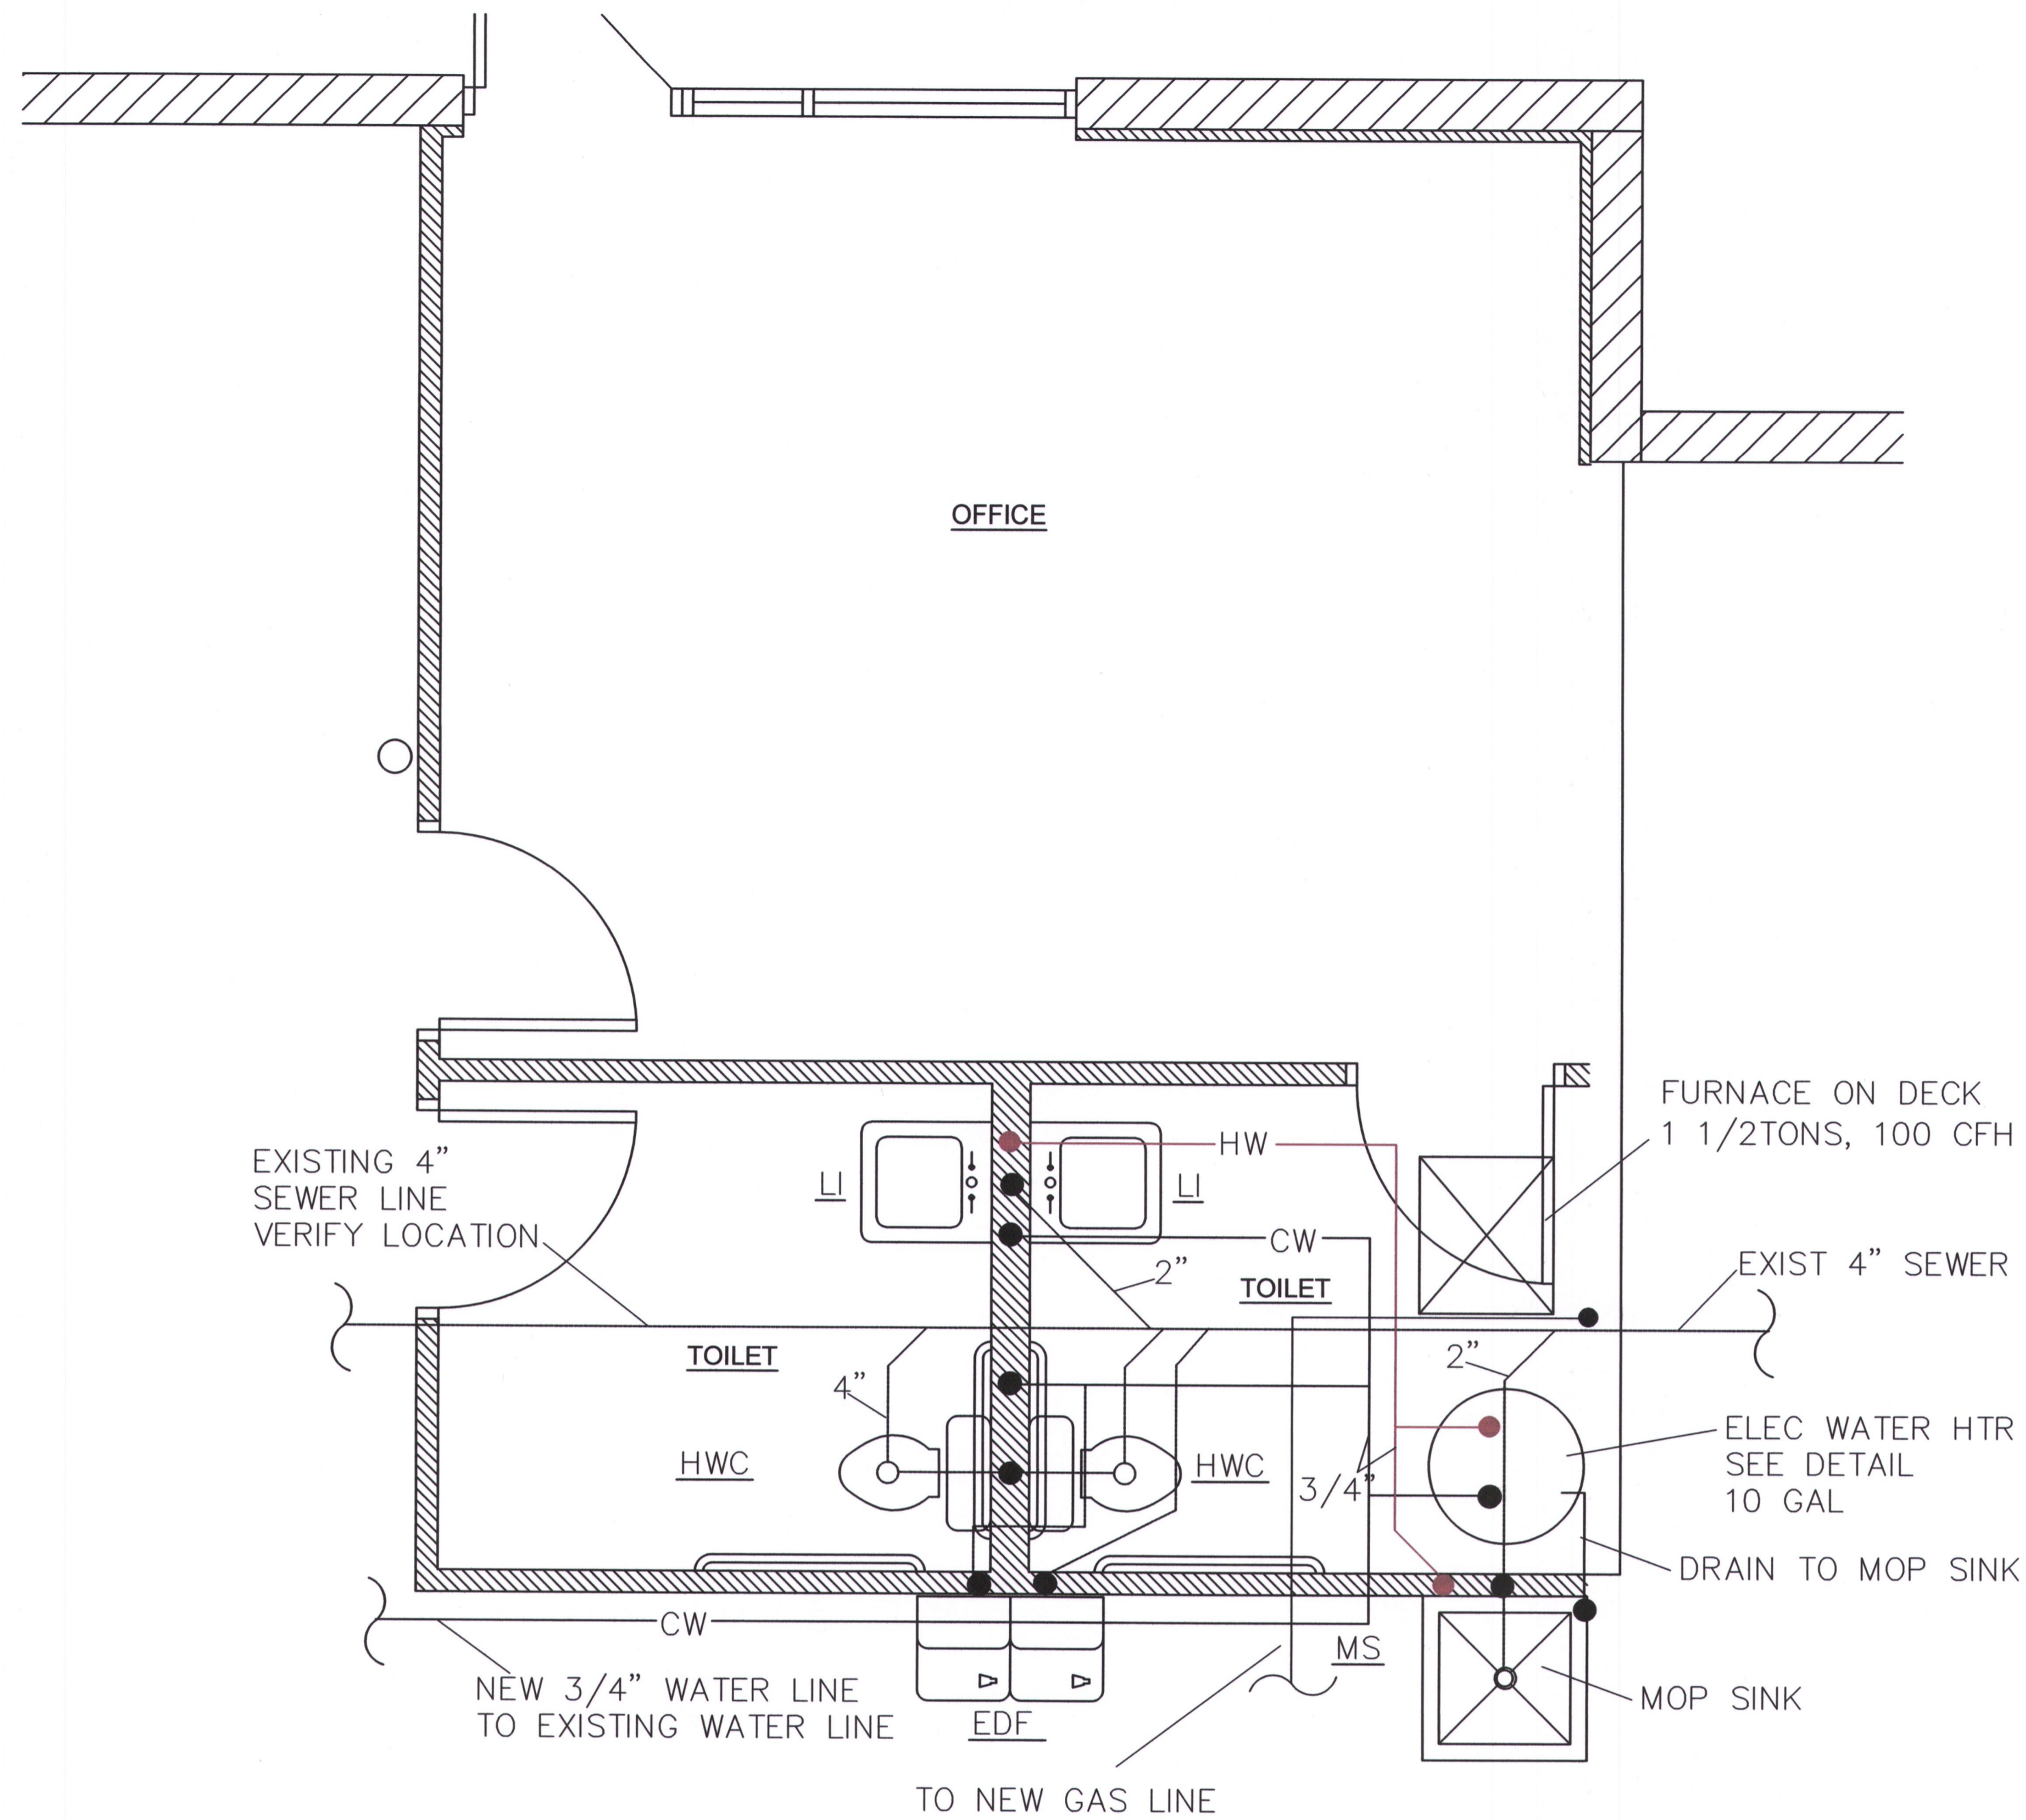 OFFICE
FURNACE ON DECK
1 1/2TONS, 100 CFH
EXISTING 4”
SEWER LINE
VERIFY LOCATION
LI
HW
LI
CW
2”
TOILET
EXIST 4” SEWER
TOILET
4”
2”
HWC
HWC
3/4”
ELEC WATER HTR
SEE DETAIL
10 GAL
DRAIN TO MOP SINK
CW
MS
NEW 3/4” WATER LINE
TO EXISTING WATER LINE
EDF
MOP SINK
TO NEW GAS LINE